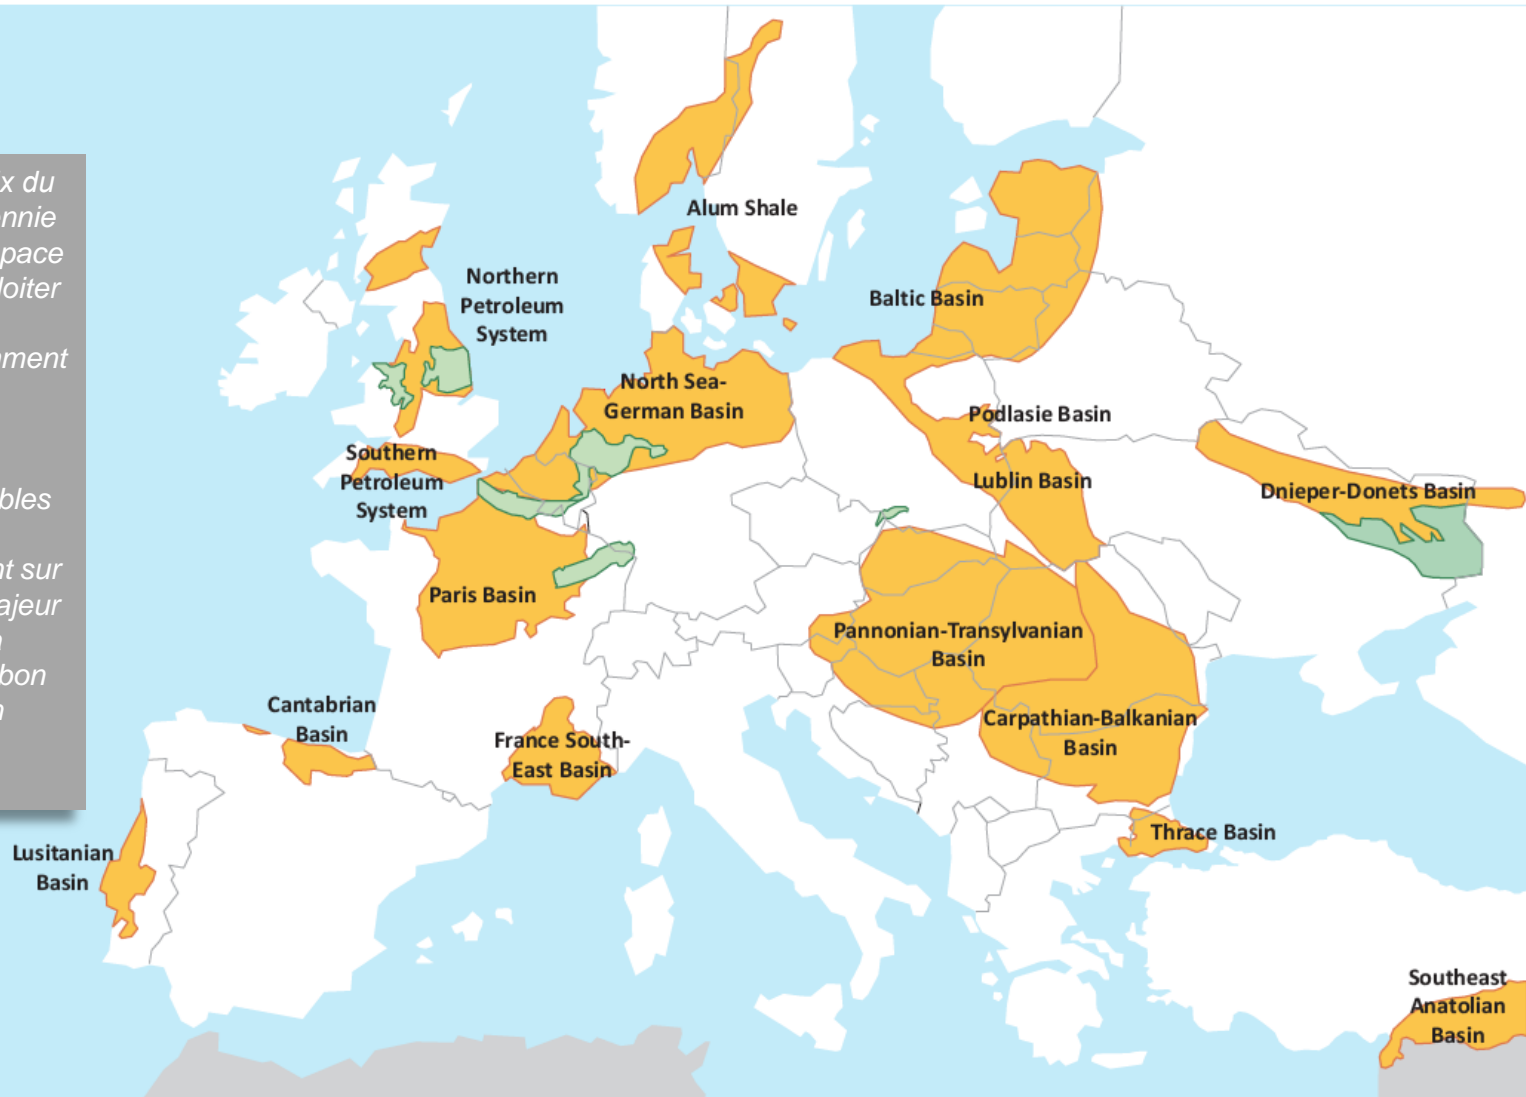 x du
nnie
pace
loiter
ment
bles
nt sur
ajeur
bon
Alum Shale
Northern
Petroleum
System
Baltic Basin
North Sea-
German Basin
Podlasie Basin
Southern
Petroleum
System
Lublin Basin
Dnieper-Donets Basin
Paris Basin
Pannonian-Transylvanian
Basin
Cantabrian
Basin
France South-
East Basin
Carpathian-Balkanian
Basin
Thrace Basin
Lusitanian
Basin
Southeast
Anatolian
Basin